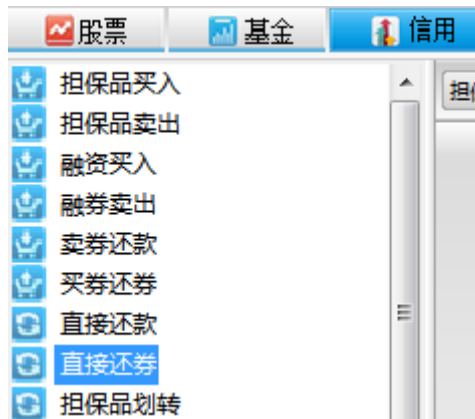 股票 基金 信用
担保品买入
担保品卖出
融资买入
融券卖出
卖券还款
买券还券
直接还款
直接还券
担保品划转